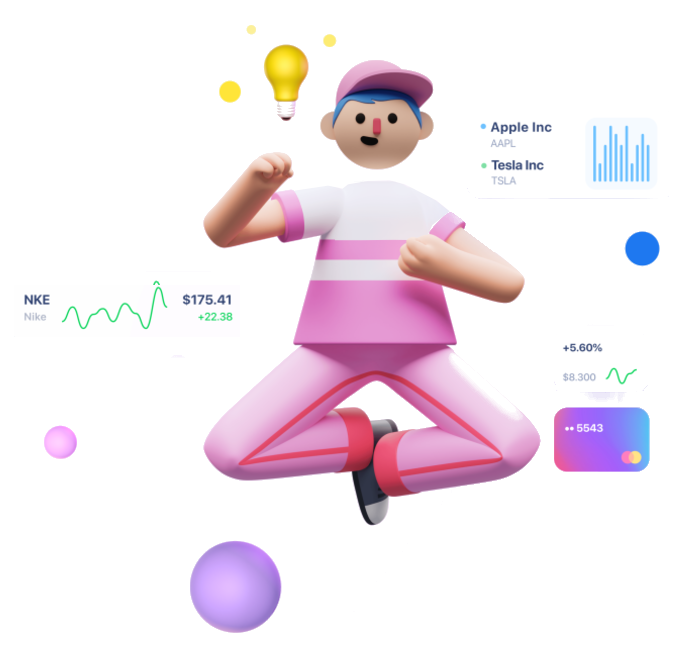 Apple Inc
AAPL
Tesla Inc
TSLA
NKE
Nike
$175.41
+22.38
+5.60%
$8.300
•• 5543